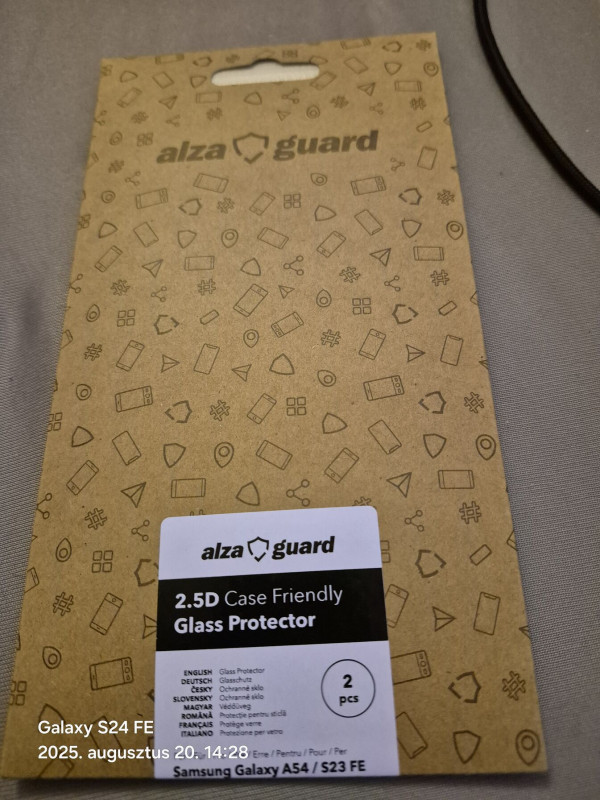 alza guard
alza guard
2.5D Case Friendly
Glass Protector
ENGLISH Glass Protector
DEUTSCH Glasschutz
ČESKY Ochranné sklo
SLOVENSKY Ochranné sklo
MAGYAR Védőüveg
ROMÂNĂ Protecție pentru sticlă
FRANÇAIS Protège verre
ITALIANO Protezione per vetro
2
pcs
Erre / Pentru / Pour / Per
Samsung Galaxy A54 / S23 FE
Galaxy S24 FE
2025. augusztus 20. 14:28